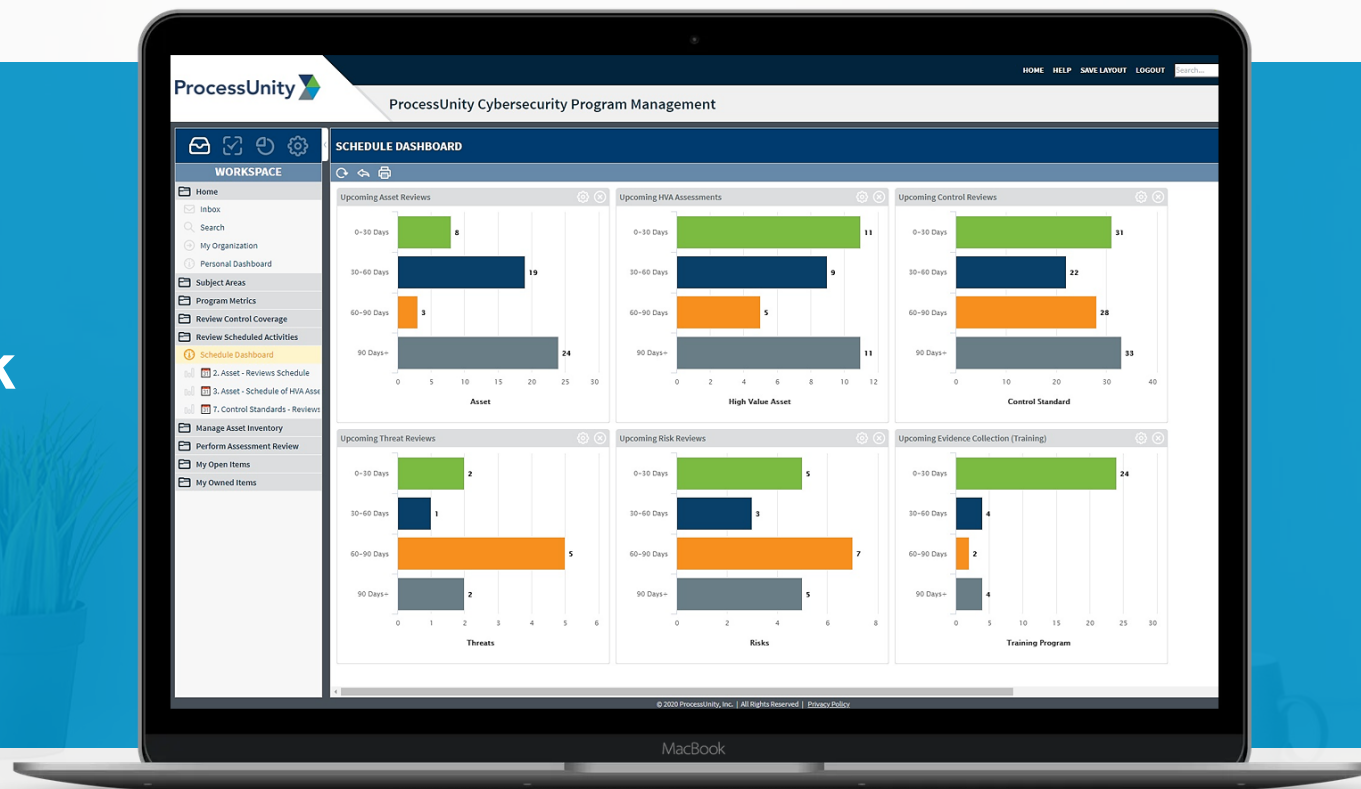 ProcessUnity
HOME HELP SAVE LAYOUT LOGOUT Search...
ProcessUnity Cybersecurity Program Management
WORKSPACE
Home
Inbox
Search
My Organization
Personal Dashboard
Subject Areas
Program Metrics
Review Control Coverage
Review Scheduled Activities
Schedule Dashboard
2. Asset - Reviews Schedule
3. Asset - Schedule of HVA Asse
7. Control Standards - Reviews
Manage Asset Inventory
Perform Assessment Review
My Open Items
My Owned Items
SCHEDULE DASHBOARD
Upcoming Asset Reviews
0-30 Days 8
30-60 Days 19
60-90 Days 3
90 Days+ 24
0 5 10 15 20 25 30
Asset
Upcoming HVA Assessments
0-30 Days 11
30-60 Days 9
60-90 Days 5
90 Days+ 11
0 2 4 6 8 10 12
High Value Asset
Upcoming Control Reviews
0-30 Days 31
30-60 Days 22
60-90 Days 28
90 Days+ 33
0 10 20 30 40
Control Standard
Upcoming Threat Reviews
0-30 Days 2
30-60 Days 1
60-90 Days 5
90 Days+ 2
0 1 2 3 4 5 6
Threats
Upcoming Risk Reviews
0-30 Days 5
30-60 Days 3
60-90 Days 7
90 Days+ 5
0 2 4 6 8
Risks
Upcoming Evidence Collection (Training)
0-30 Days 24
30-60 Days 4
60-90 Days 2
90 Days+ 4
0 5 10 15 20 25 30
Training Program
© 2020 ProcessUnity, Inc. | All Rights Reserved | Privacy Policy
MacBook
k